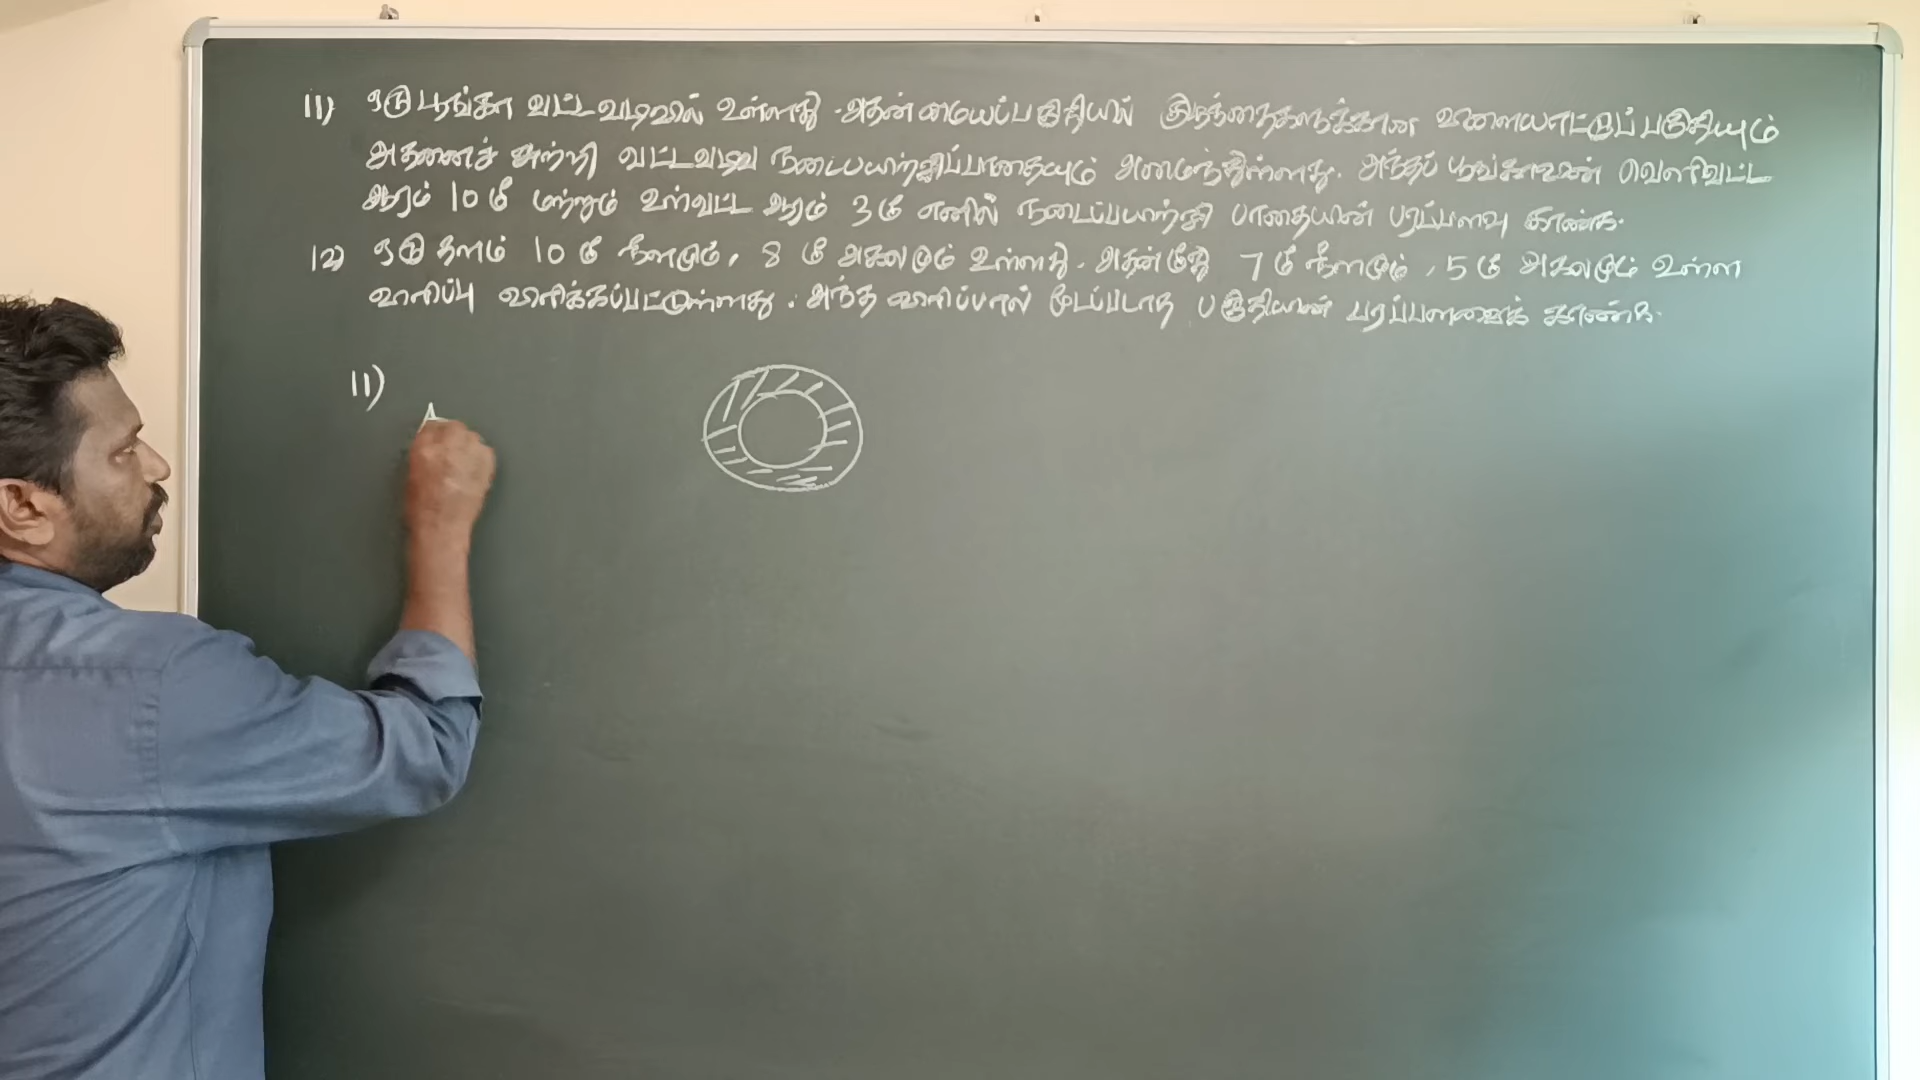 11) ஒரு பூங்கா வட்டவடிவில் உள்ளது. அதன் மையப்பகுதியில் குழந்தைகளுக்கான விளையாட்டுப் பகுதியும்
அதனைச் சுற்றி வட்டவடிவ நடைபயிற்சிப்பாதையும் அமைந்துள்ளது. அந்தப் பூங்காவின் வெளிவட்ட
ஆரம் 10 மீ மற்றும் உள்வட்ட ஆரம் 3 மீ எனில் நடைப்பயிற்சி பாதையின் பரப்பளவு காண்க.
12) ஒரு தளம் 10 மீ நீளமும், 8 மீ அகலமும் உள்ளது. அதன்மீது 7 மீ நீளமும், 5 மீ அகலமும் உள்ள
விரிப்பு விரிக்கப்பட்டுள்ளது. அந்த விரிப்பால் மூடப்படாத பகுதியின் பரப்பளவைக் காண்க.
11)